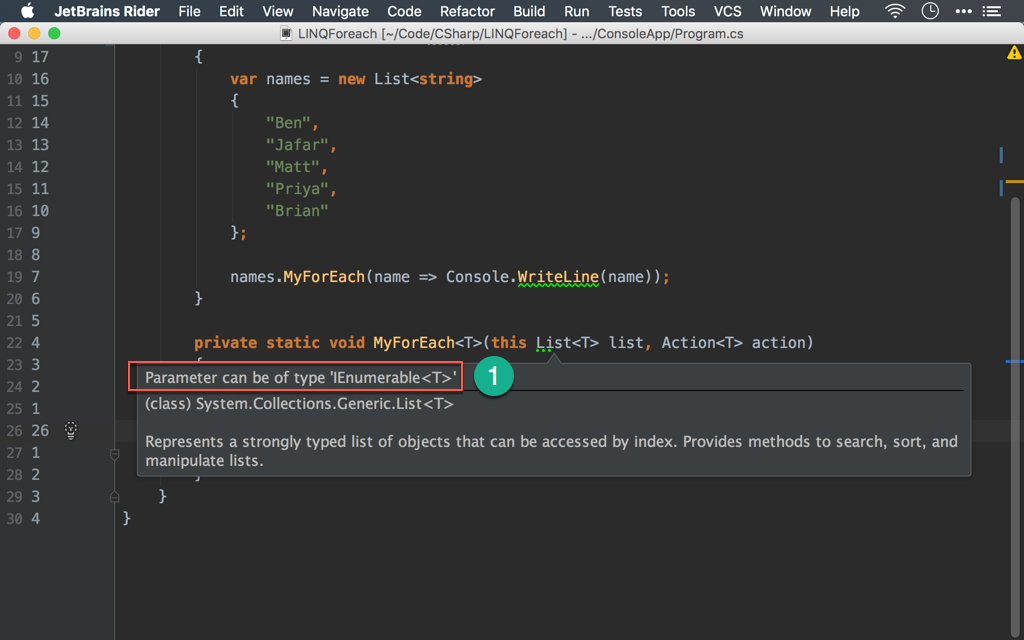 JetBrains Rider File Edit View Navigate Code Refactor Build Run Tests Tools VCS Window Help
LINQForeach [~/Code/CSharp/LINQForeach] - .../ConsoleApp/Program.cs
9 17 {
10 16 var names = new List<string>
11 15 {
12 14 "Ben",
13 13 "Jafar",
14 12 "Matt",
15 11 "Priya",
16 10 "Brian"
17 9 };
18 8
19 7 names.MyForEach(name => Console.WriteLine(name));
20 6 }
21 5
22 4 private static void MyForEach<T>(this List<T> list, Action<T> action)
23 3 {
Parameter can be of type 'IEnumerable<T>' 1
24 2
(class) System.Collections.Generic.List<T>
25 1
26 26
Represents a strongly typed list of objects that can be accessed by index. Provides methods to search, sort, and
27 1
manipulate lists.
28 2 }
29 3 }
30 4 }